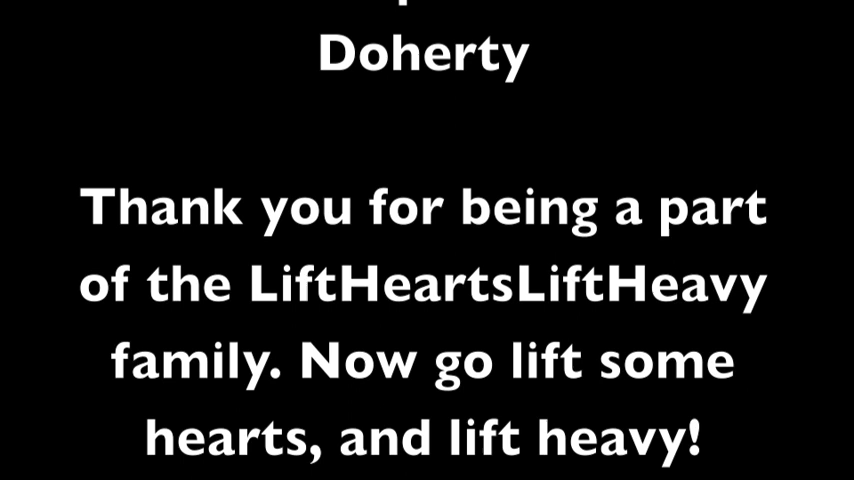 Doherty
Thank you for being a part
of the LiftHeartsLiftHeavy
family. Now go lift some
hearts, and lift heavy!